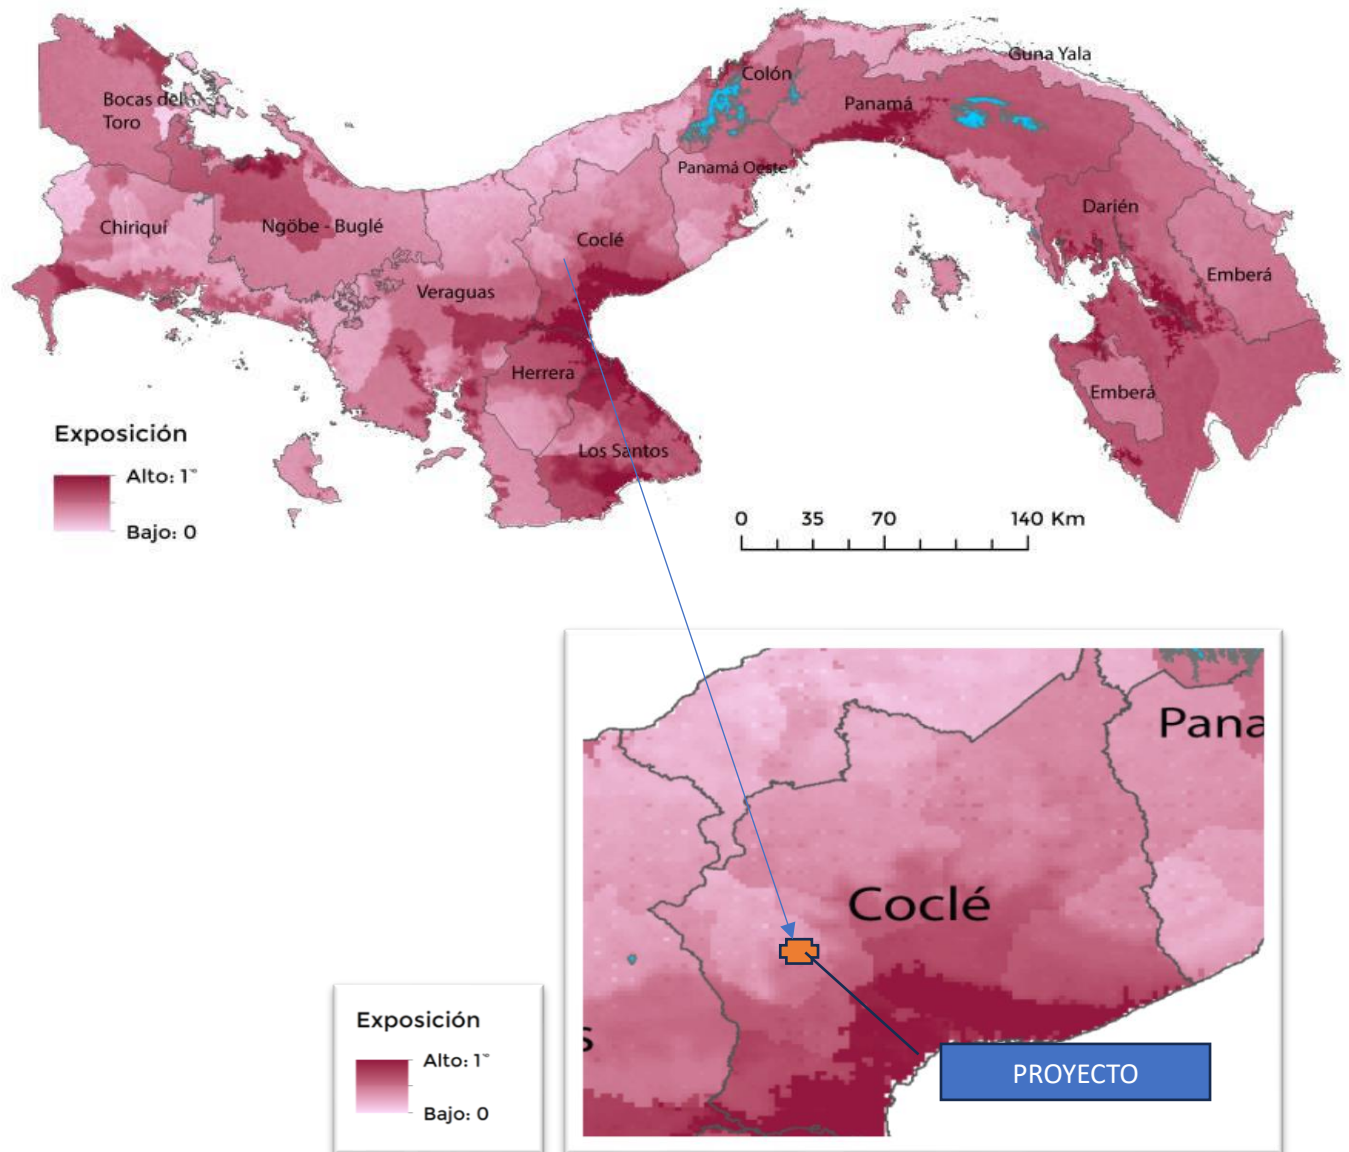 Guna Yala
Colón
Bocas del
Toro
Panamá
Panamá Oeste
Darién
Chiriquí
Ngöbe - Buglé
Coclé
Emberá
Veraguas
Herrera
Emberá
Los Santos
Exposición
Alto: 1
Bajo: 0
0 35 70 140 Km
Pana
Coclé
s
Exposición
Alto: 1
Bajo: 0
PROYECTO